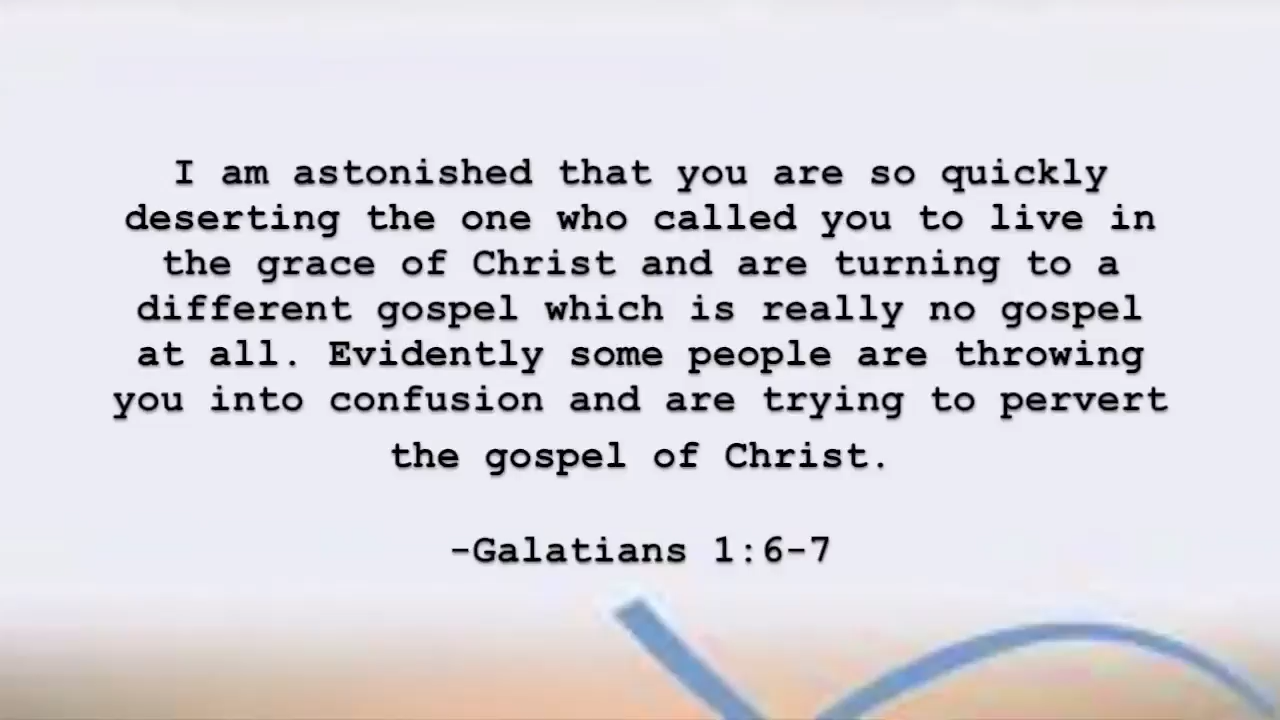 I am astonished that you are so quickly
deserting the one who called you to live in
the grace of Christ and are turning to a
different gospel which is really no gospel
at all. Evidently some people are throwing
you into confusion and are trying to pervert
the gospel of Christ.
-Galatians 1:6-7